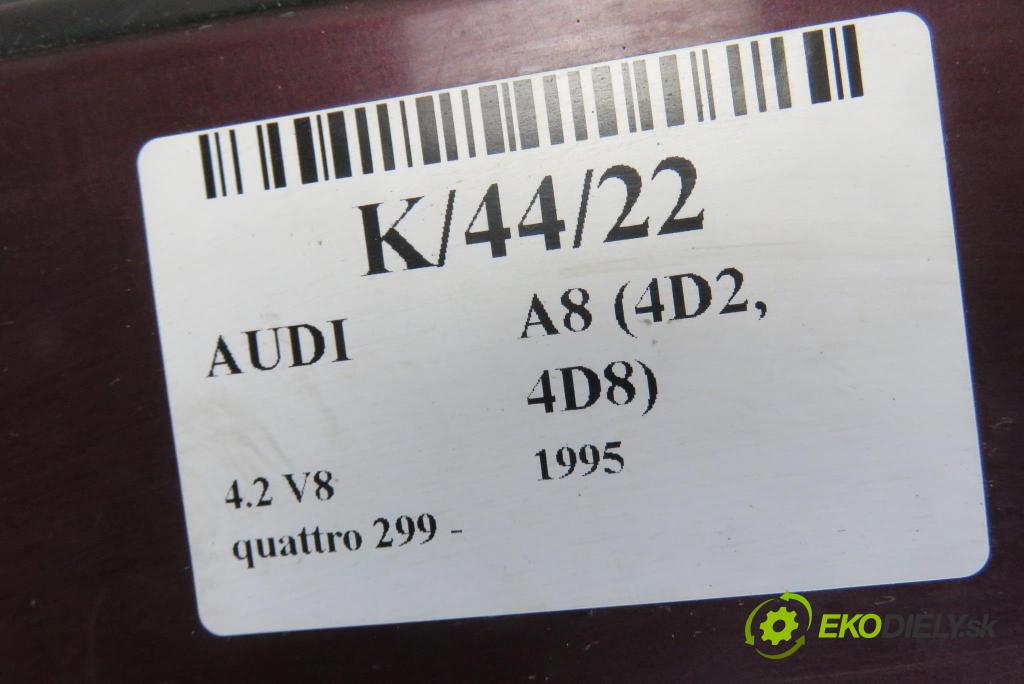 K/44/22
AUDI
A8 (4D2,
4D8)
4.2 V8
quattro 299 -
1995
EKODIELY.sk